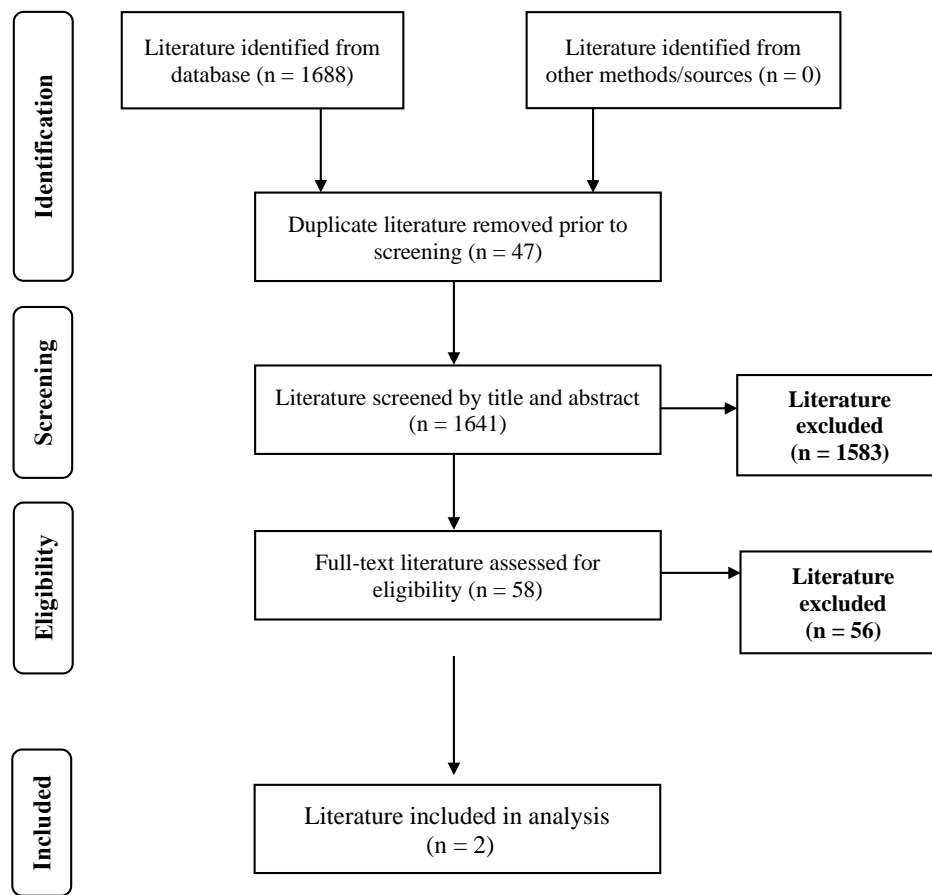 Identification
Literature identified from
database (n = 1688)
Literature identified from
other methods/sources (n = 0)
Duplicate literature removed prior to
screening (n = 47)
Screening
Literature screened by title and abstract
(n = 1641)
Literature
excluded
(n = 1583)
Eligibility
Full-text literature assessed for
eligibility (n = 58)
Literature
excluded
(n = 56)
Included
Literature included in analysis
(n = 2)